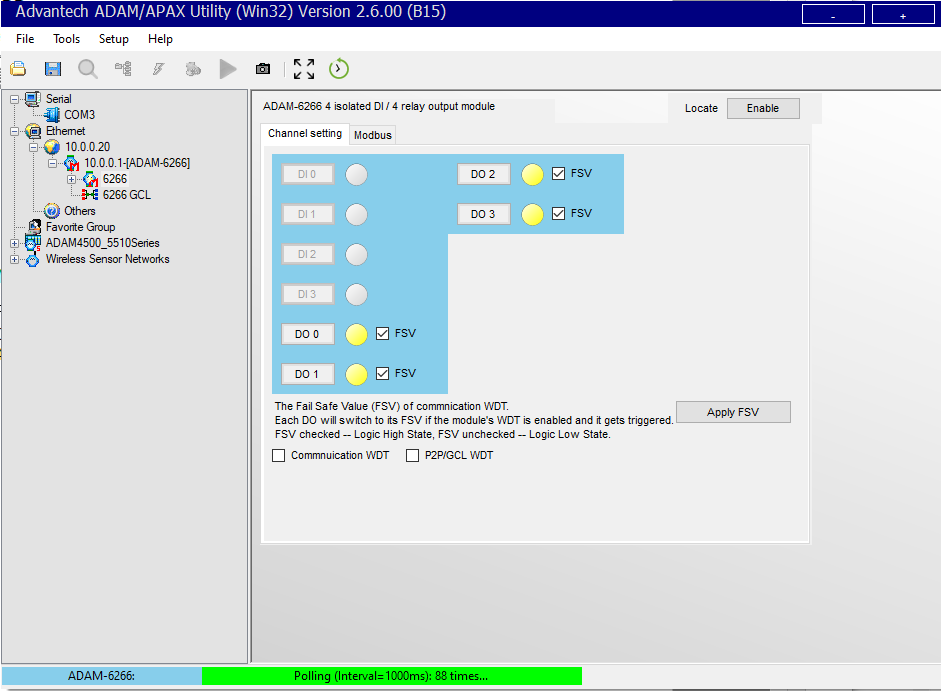 Advantech ADAM/APAX Utility (Win32) Version 2.6.00 (B15)
- +
File Tools Setup Help
Serial
COM3
Ethernet
10.0.0.20
10.0.0.1-[ADAM-6266]
6266
6266 GCL
Others
Favorite Group
ADAM4500_5510Series
Wireless Sensor Networks
ADAM-6266 4 isolated DI / 4 relay output module
Locate Enable
Channel setting Modbus
DI 0 DO 2 FSV
DI 1 DO 3 FSV
DI 2
DI 3
DO 0 FSV
DO 1 FSV
The Fail Safe Value (FSV) of commnication WDT.
Each DO will switch to its FSV if the module's WDT is enabled and it gets triggered.
FSV checked -- Logic High State, FSV unchecked -- Logic Low State.
Apply FSV
Commnuication WDT P2P/GCL WDT
ADAM-6266: Polling (Interval=1000ms): 88 times...